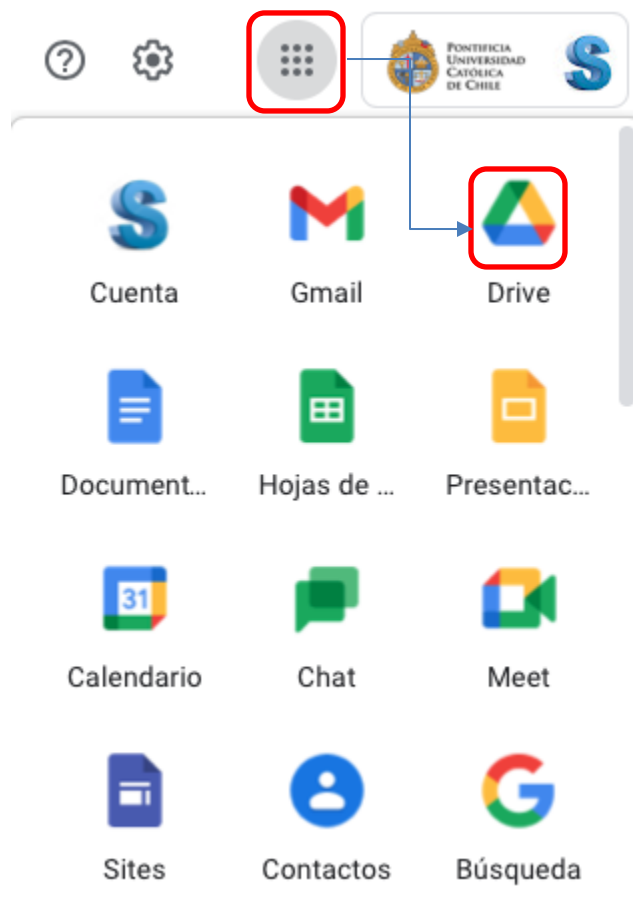 PONTIFICIA
UNIVERSIDAD
CATÓLICA
DE CHILE
S
S
Cuenta
Gmail
Drive
Document...
Hojas de ...
Presentac...
31
Calendario
Chat
Meet
Sites
Contactos
Búsqueda